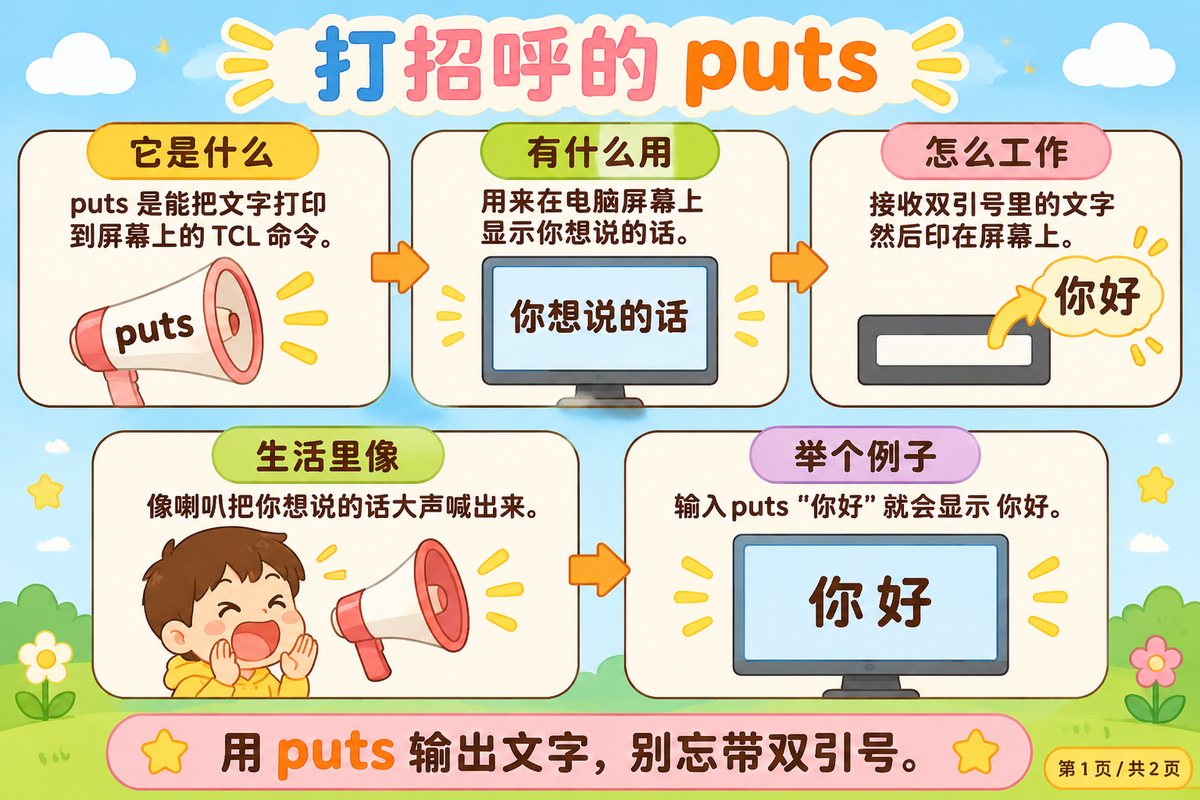 打招呼的 puts
它是什么
puts 是能把文字打印
到屏幕上的 TCL 命令。
puts
有什么用
用来在电脑屏幕上
显示你想说的话。
你想说的话
怎么工作
接收双引号里的文字
然后印在屏幕上。
你好
生活里像
像喇叭把你想说的话大声喊出来。
举个例子
输入 puts “你好” 就会显示 你好。
你好
用 puts 输出文字，别忘带双引号。
第1页/共2页